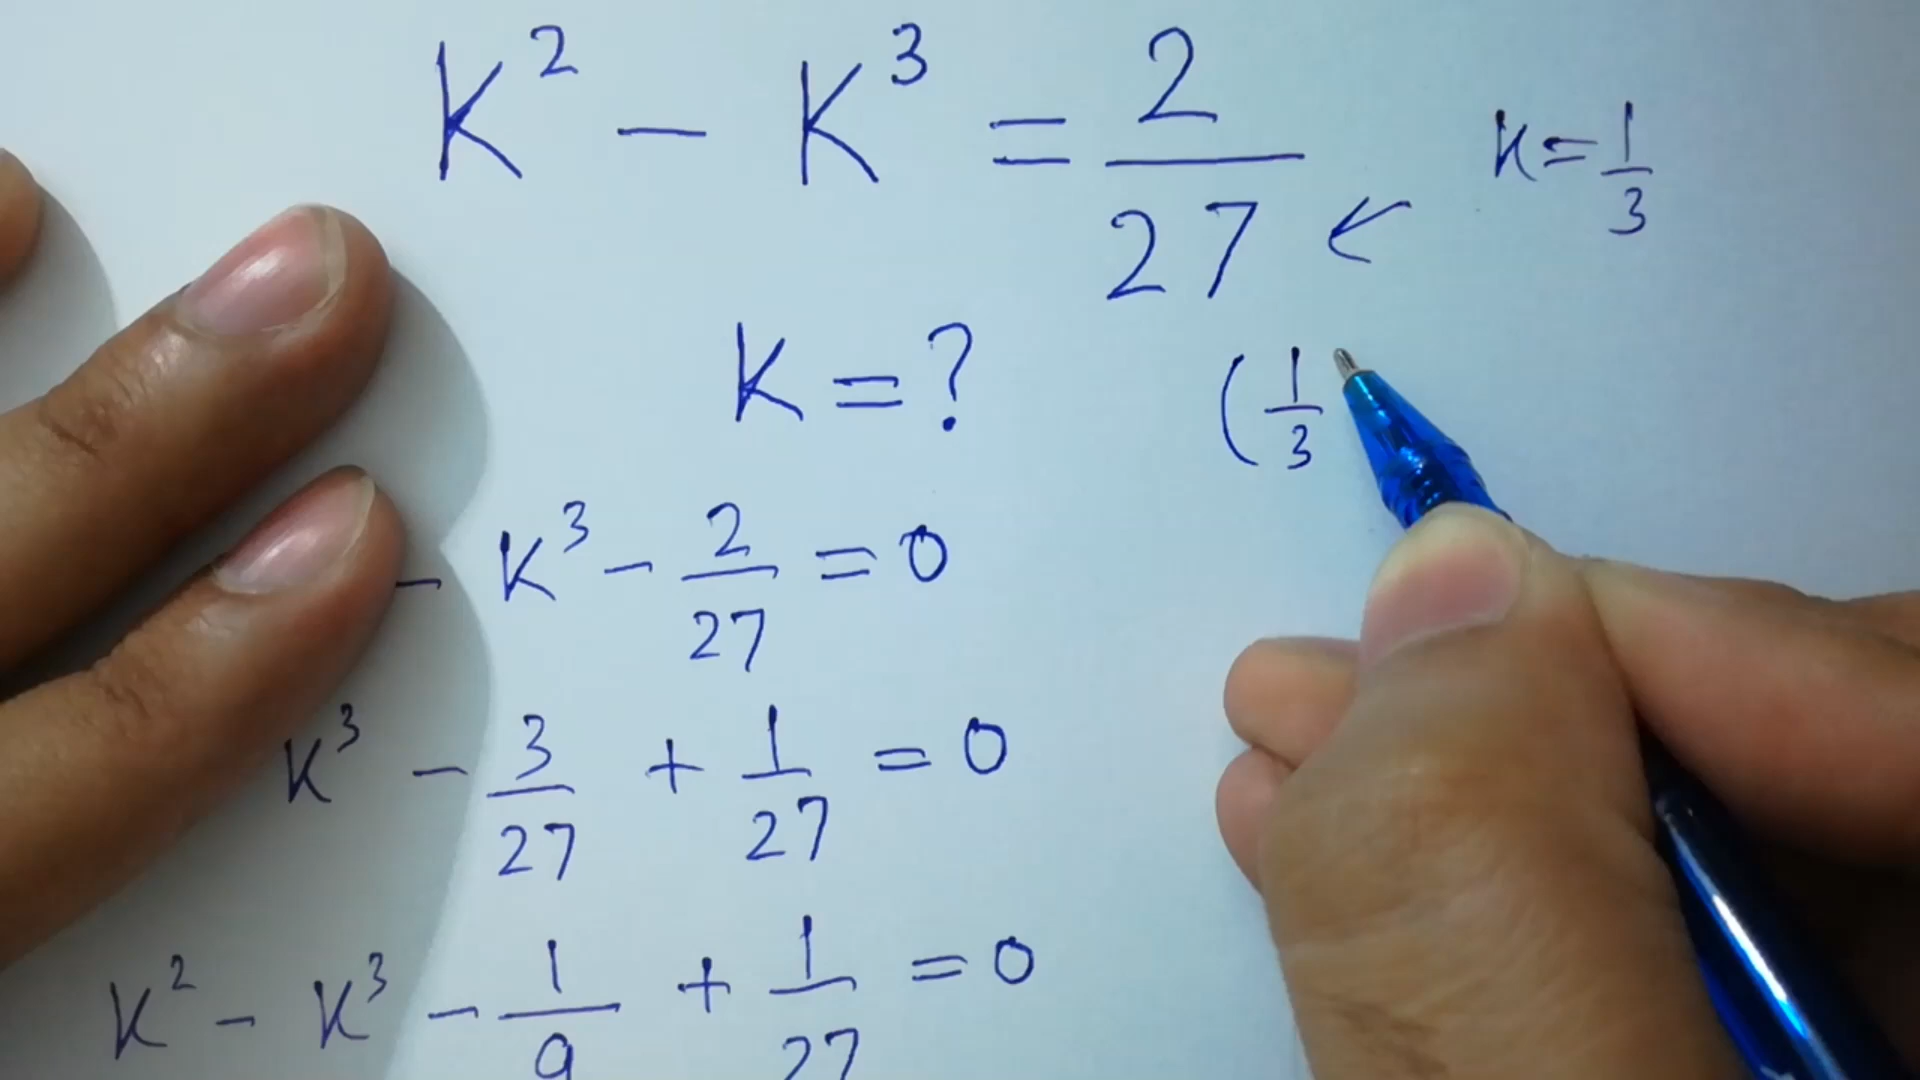 K² - K³ = 2/27
K = 1/3
K = ?
(1/3
- K³ - 2/27 = 0
K³ - 3/27 + 1/27 = 0
K² - K³ - 1/9 + 1/27 = 0